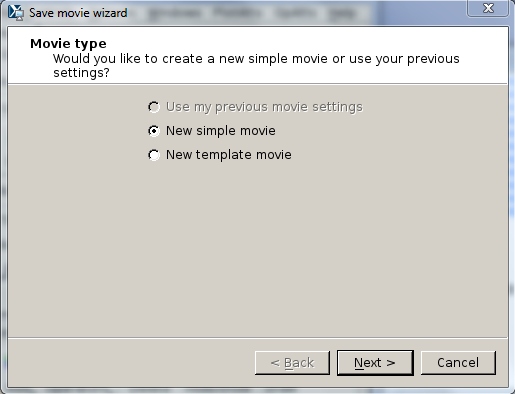 Save movie wizard
Movie type
Would you like to create a new simple movie or use your previous
settings?
Use my previous movie settings
New simple movie
New template movie
< Back
Next >
Cancel